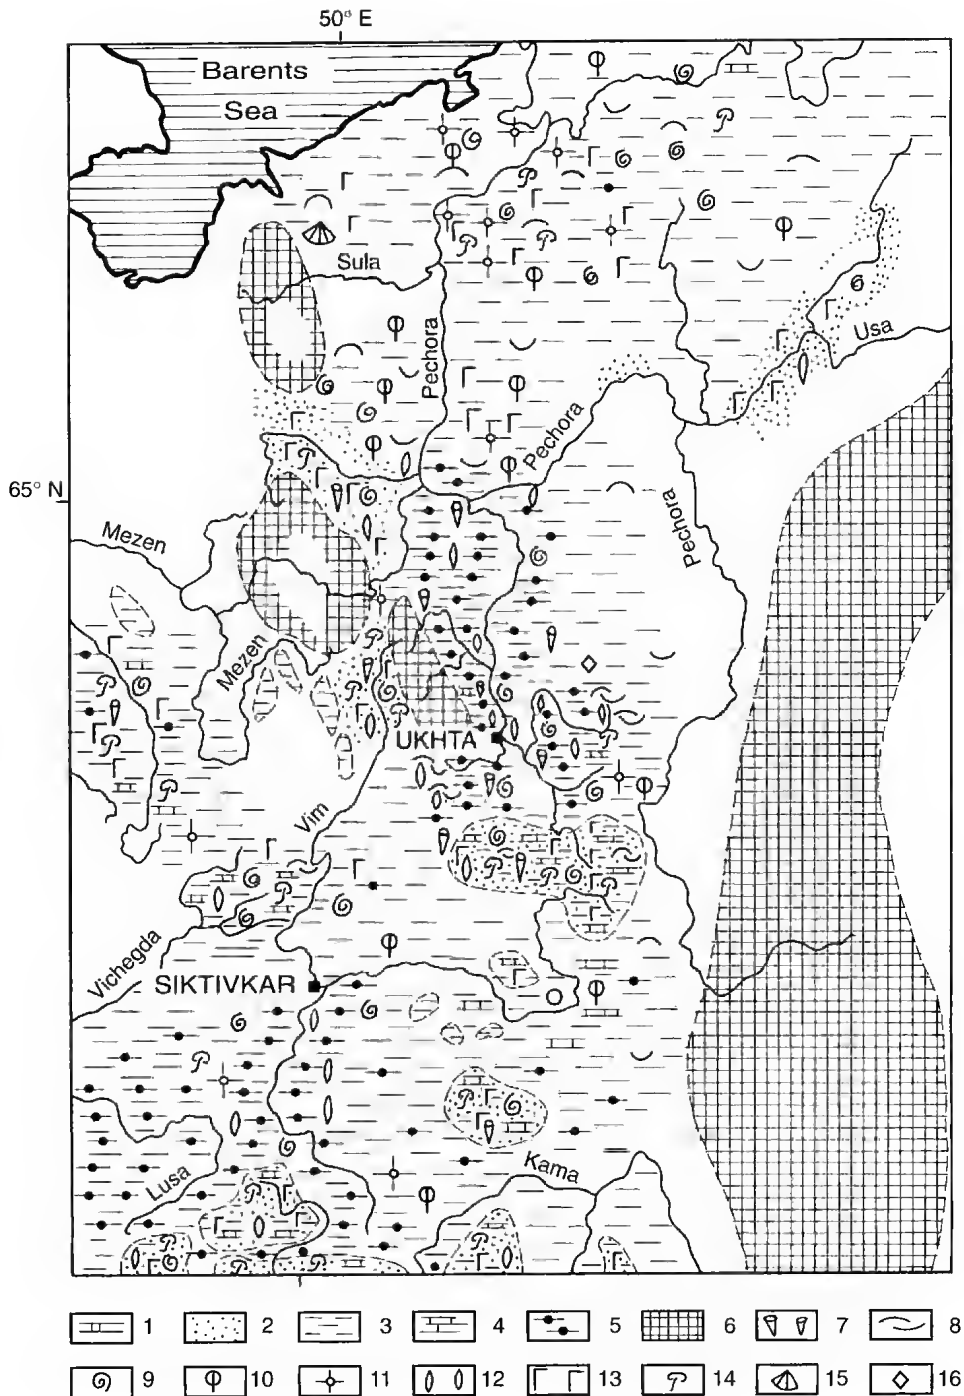 50° E
Barents
Sea
Sula
Pechora
Usa
Pechora
65° N
Pechora
Mezen
Mezen
UKHTA
Vim
Vichegda
SIKTIVKAR
Lusa
Kama
1 2 3 4 5 6 7 8
9 10 11 12 13 14 15 16